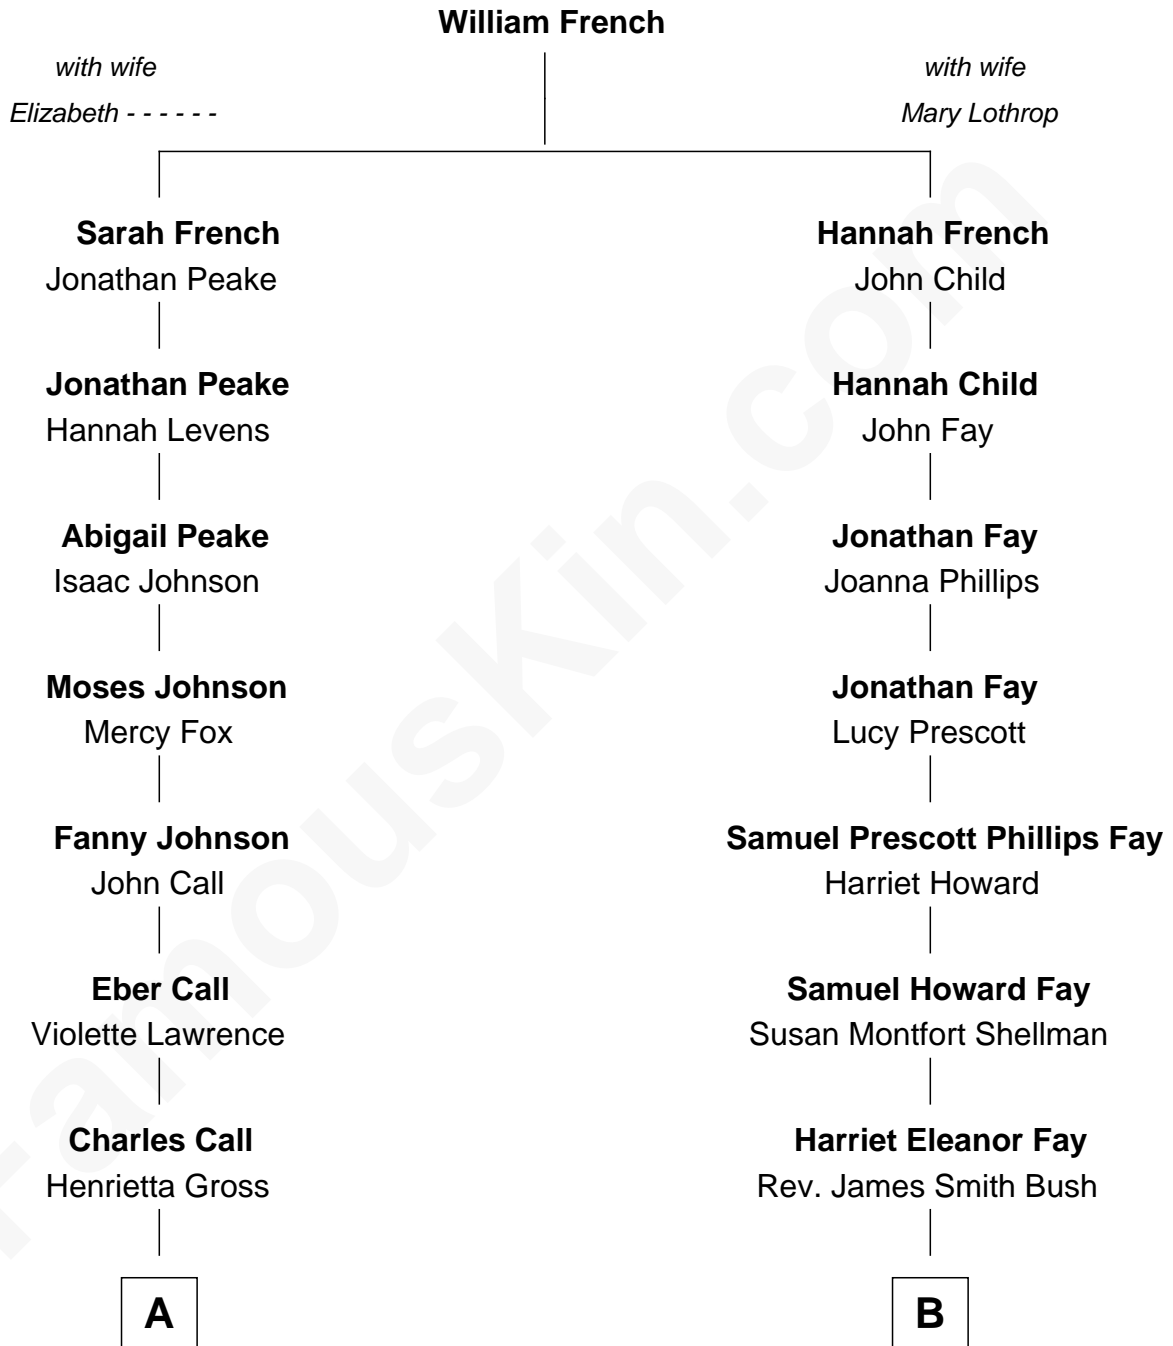 William French
with wife
Elizabeth - - - - - -
with wife
Mary Lothrop
Sarah French
Jonathan Peake
Hannah French
John Child
Jonathan Peake
Hannah Levens
Hannah Child
John Fay
Abigail Peake
Isaac Johnson
Jonathan Fay
Joanna Phillips
Moses Johnson
Mercy Fox
Jonathan Fay
Lucy Prescott
Fanny Johnson
John Call
Samuel Prescott Phillips Fay
Harriet Howard
Eber Call
Violette Lawrence
Samuel Howard Fay
Susan Montfort Shellman
Charles Call
Henrietta Gross
Harriet Eleanor Fay
Rev. James Smith Bush
A
B
FamousKin.com